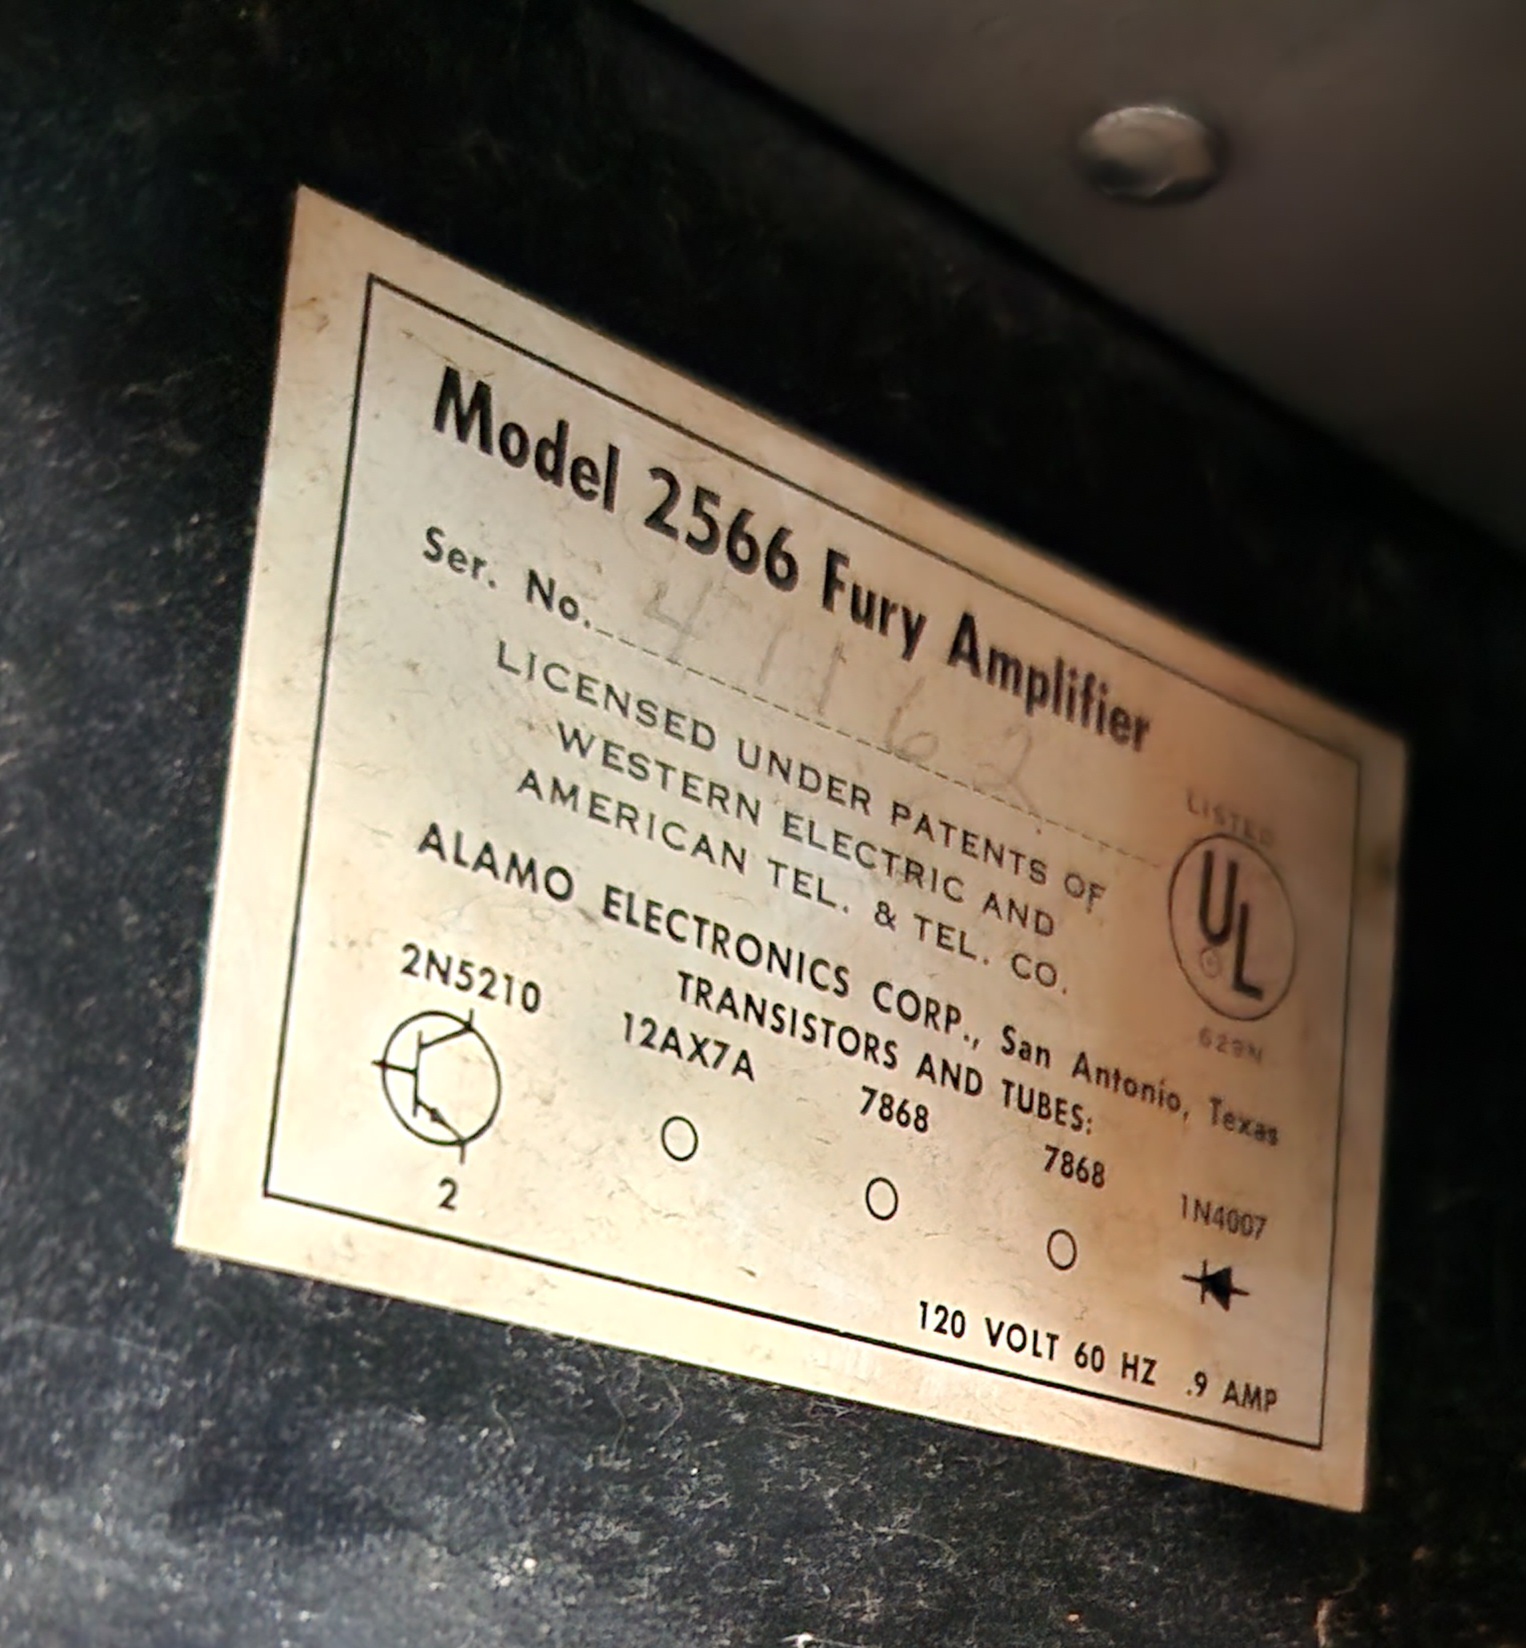 Model 2566 Fury Amplifier
Ser. No. 41162
LICENSED UNDER PATENTS OF
WESTERN ELECTRIC AND
AMERICAN TEL. & TEL. CO.
LISTED
UL
629N
ALAMO ELECTRONICS CORP., San Antonio, Texas
TRANSISTORS AND TUBES:
2N5210 12AX7A 7868 7868 1N4007
2
120 VOLT 60 HZ .9 AMP